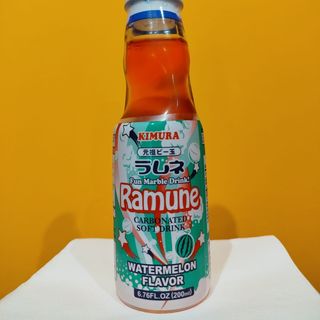 KIMURA
元祖ビー玉
ラムネ
Fun Marble Drink!
Ramune
CARBONATED
SOFT DRINK
WATERMELON
FLAVOR
6.76FL.OZ (200ml)